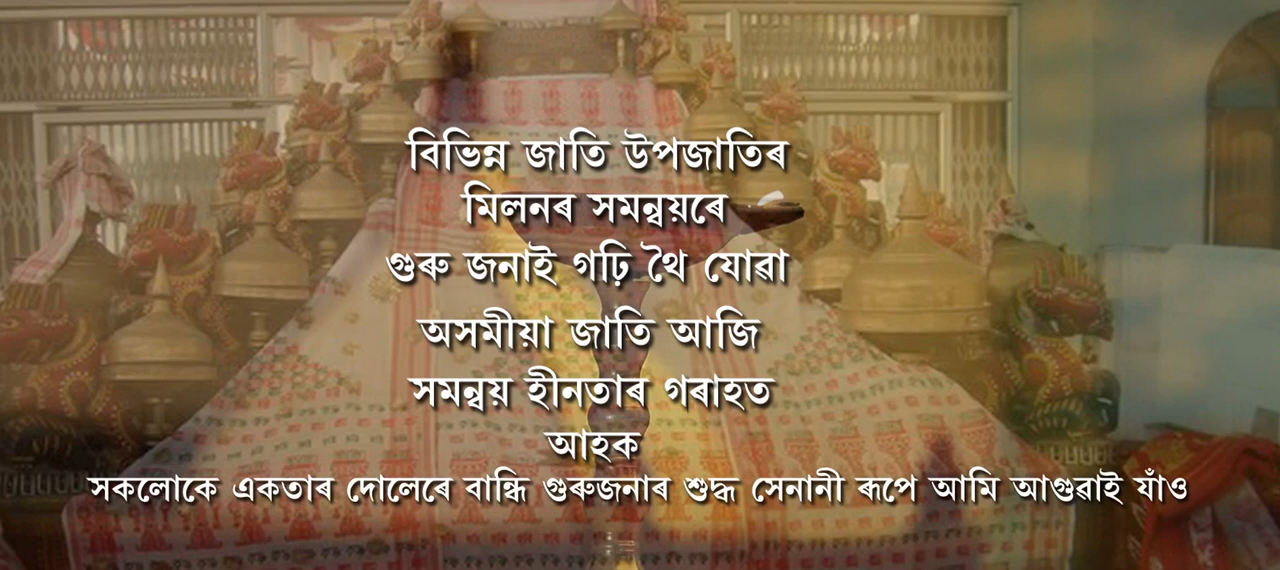 বিভিন্ন জাতি উপজাতিৰ
মিলনৰ সমন্বয়ৰে
গুৰু জনাই গঢ়ি থৈ যোৱা
অসমীয়া জাতি আজি
সমন্বয় হীনতাৰ গৰাহত
আহক
সকলোকে একতাৰ দোলেৰে বান্ধি গুৰুজনাৰ শুদ্ধ সেনানী ৰূপে আমি আগুৱাই যাঁও